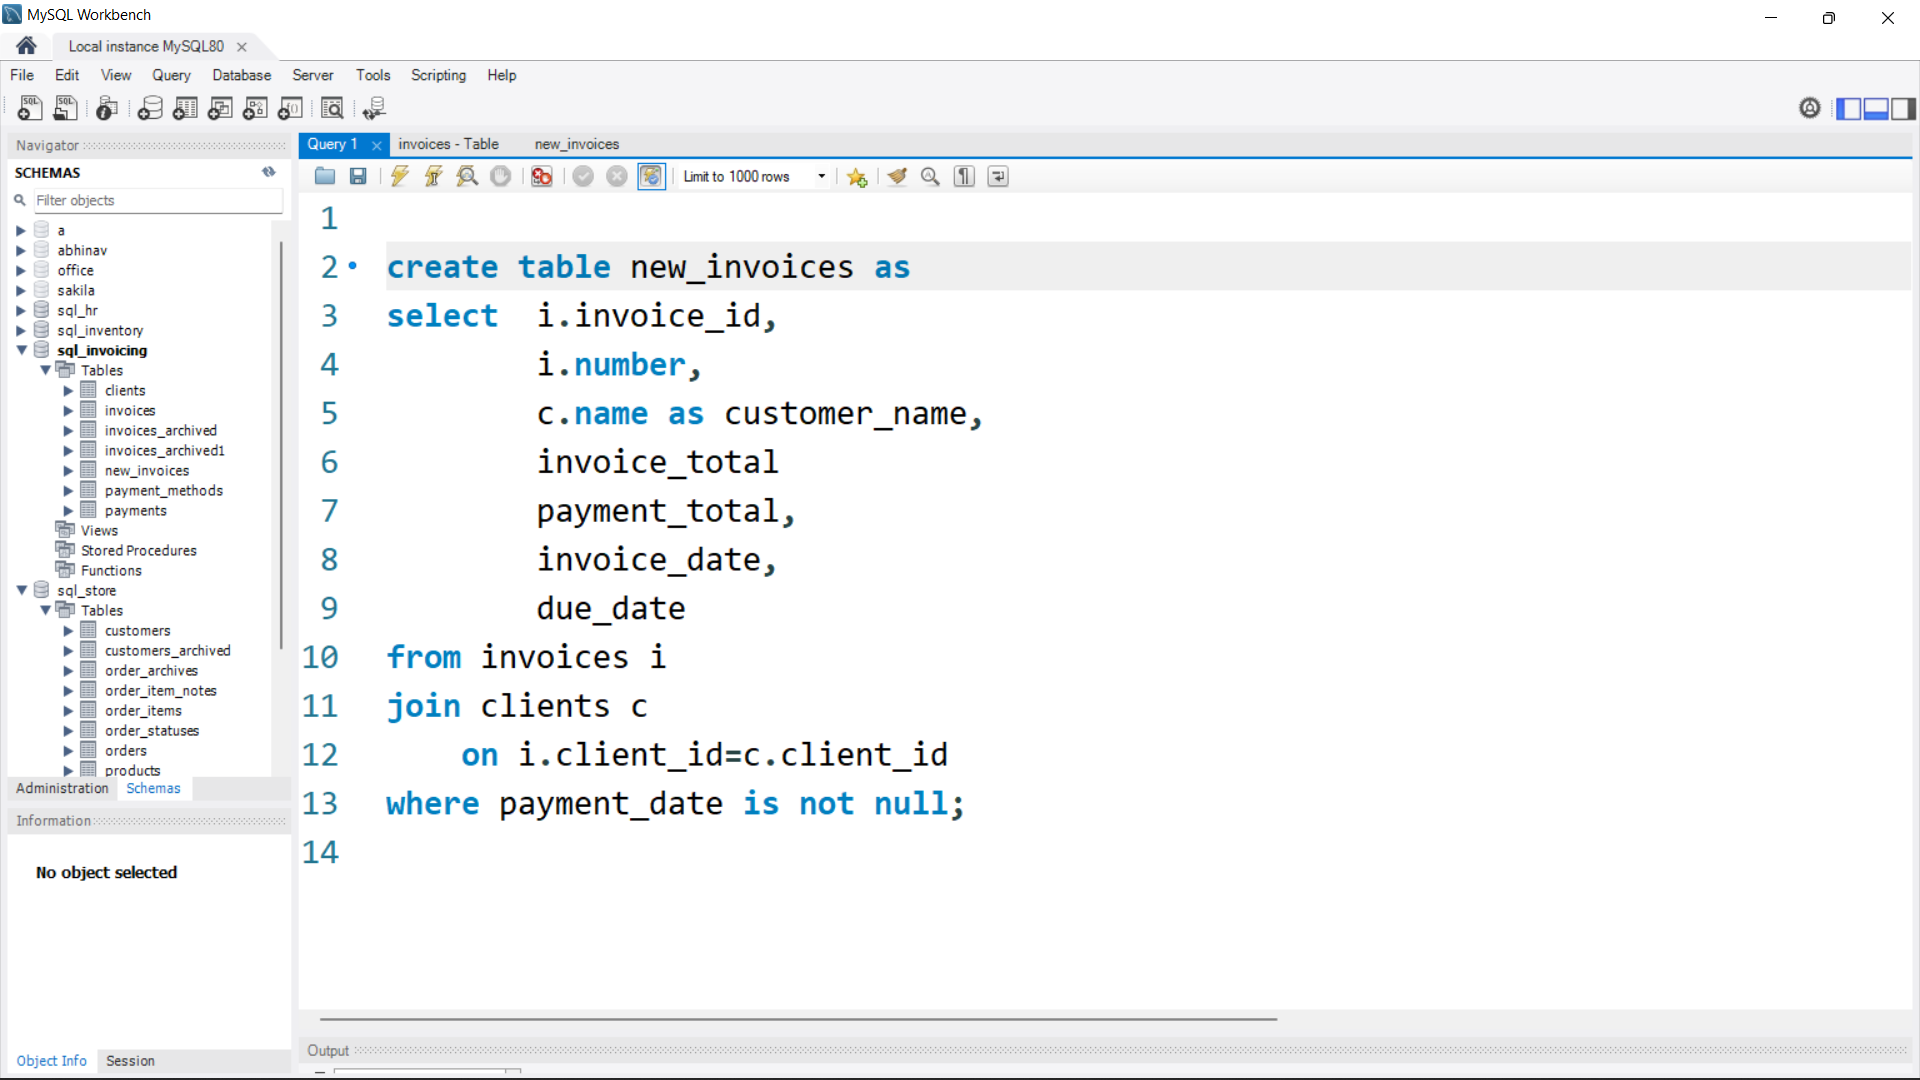 MySQL Workbench
Local instance MySQL80
File Edit View Query Database Server Tools Scripting Help
Navigator
SCHEMAS
Filter objects
a
abhinav
office
sakila
sql_hr
sql_inventory
sql_invoicing
Tables
clients
invoices
invoices_archived
invoices_archived1
new_invoices
payment_methods
payments
Views
Stored Procedures
Functions
sql_store
Tables
customers
customers_archived
order_archives
order_item_notes
order_items
order_statuses
orders
products
Administration Schemas
Information
No object selected
Object Info Session
Query 1 invoices - Table new_invoices
Limit to 1000 rows
1
2 create table new_invoices as
3 select i.invoice_id,
4 i.number,
5 c.name as customer_name,
6 invoice_total
7 payment_total,
8 invoice_date,
9 due_date
10 from invoices i
11 join clients c
12 on i.client_id=c.client_id
13 where payment_date is not null;
14
Output